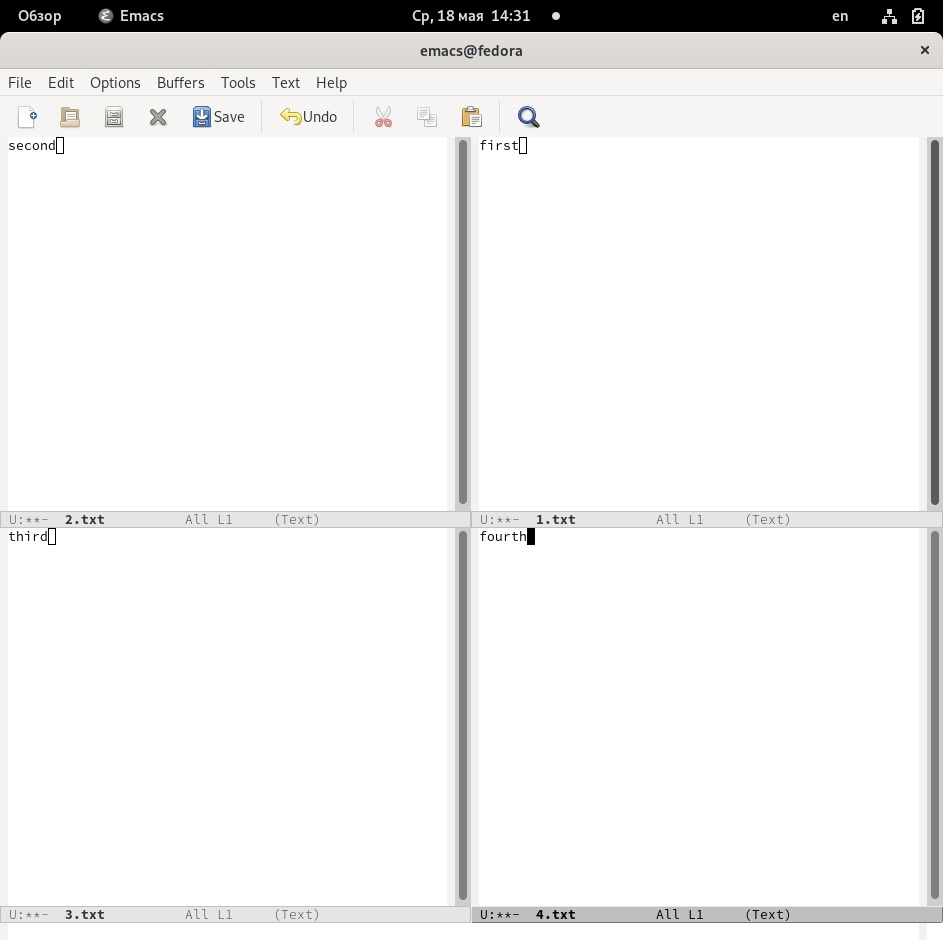 Обзор Emacs Ср, 18 мая 14:31 en
emacs@fedora
File Edit Options Buffers Tools Text Help
Save Undo
second
first
U:**- 2.txt All L1 (Text)
U:**- 1.txt All L1 (Text)
third
fourth
U:**- 3.txt All L1 (Text)
U:**- 4.txt All L1 (Text)